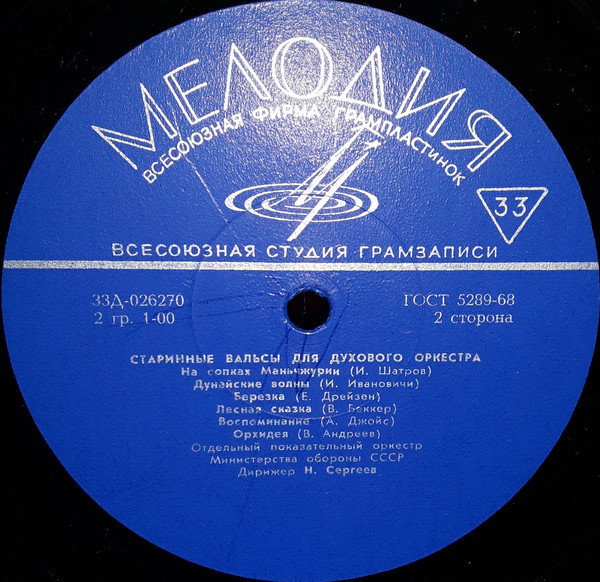 МЕЛОДИЯ
ВСЕСОЮЗНАЯ ФИРМА ГРАМПЛАСТИНОК
33
ВСЕСОЮЗНАЯ СТУДИЯ ГРАМЗАПИСИ
33Д-026270 ГОСТ 5289-68
2 гр. 1-00 2 сторона
СТАРИННЫЕ ВАЛЬСЫ ДЛЯ ДУХОВОГО ОРКЕСТРА
На сопках Маньчжурии (И. Шатров)
Дунайские волны (И. Ивановичи)
Березка (Е. Дрейзен)
Лесная сказка (В. Беккер)
Воспоминание (А. Джойс)
Орхидея (В. Андреев)
Отдельный показательный оркестр
Министерства обороны СССР
Дирижер Н. Сергеев